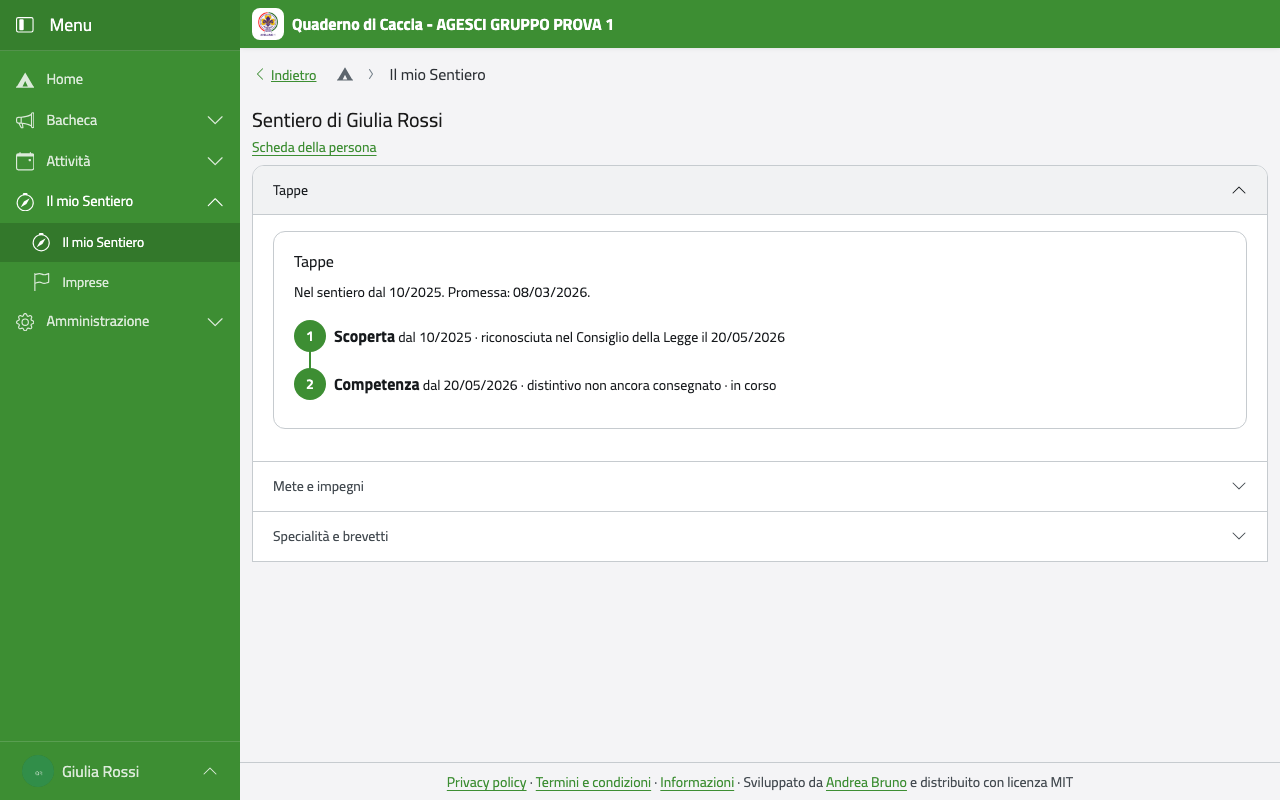 Menu
Quaderno di Caccia - AGESCI GRUPPO PROVA 1
Home
Bacheca
Attività
Il mio Sentiero
Il mio Sentiero
Imprese
Amministrazione
Giulia Rossi
Indietro
Il mio Sentiero
Sentiero di Giulia Rossi
Scheda della persona
Tappe
Tappe
Nel sentiero dal 10/2025. Promessa: 08/03/2026.
1 Scoperta dal 10/2025 · riconosciuta nel Consiglio della Legge il 20/05/2026
2 Competenza dal 20/05/2026 · distintivo non ancora consegnato · in corso
Mete e impegni
Specialità e brevetti
Privacy policy · Termini e condizioni · Informazioni · Sviluppato da Andrea Bruno e distribuito con licenza MIT